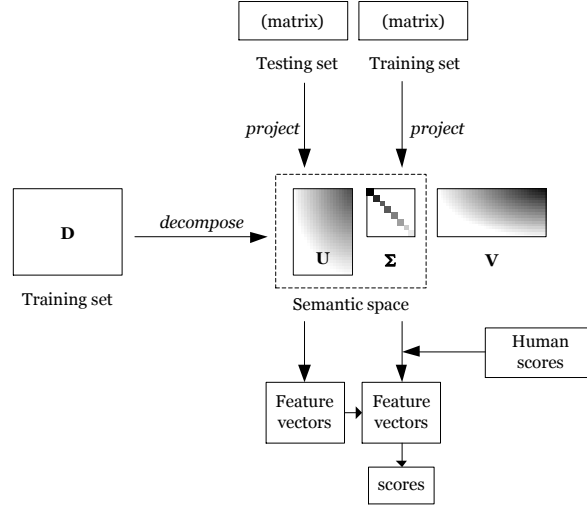 (matrix)
(matrix)
Testing set
Training set
project
project
D
decompose
U
Σ
V
Training set
Semantic space
Human
scores
Feature
vectors
Feature
vectors
scores